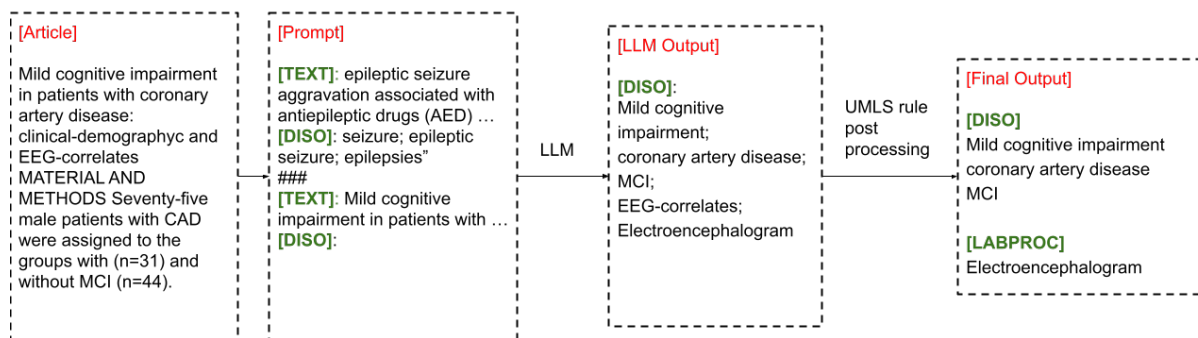 [Article]
Mild cognitive impairment
in patients with coronary
artery disease:
clinical-demographyc and
EEG-correlates
MATERIAL AND
METHODS Seventy-five
male patients with CAD
were assigned to the
groups with (n=31) and
without MCI (n=44).
[Prompt]
[TEXT]: epileptic seizure
aggravation associated with
antiepileptic drugs (AED) ...
[DISO]: seizure; epileptic
seizure; epilepsies”
###
[TEXT]: Mild cognitive
impairment in patients with ...
[DISO]:
LLM
[LLM Output]
[DISO]:
Mild cognitive
impairment;
coronary artery disease;
MCI;
EEG-correlates;
Electroencephalogram
UMLS rule
post
processing
[Final Output]
[DISO]
Mild cognitive impairment
coronary artery disease
MCI
[LABPROC]
Electroencephalogram